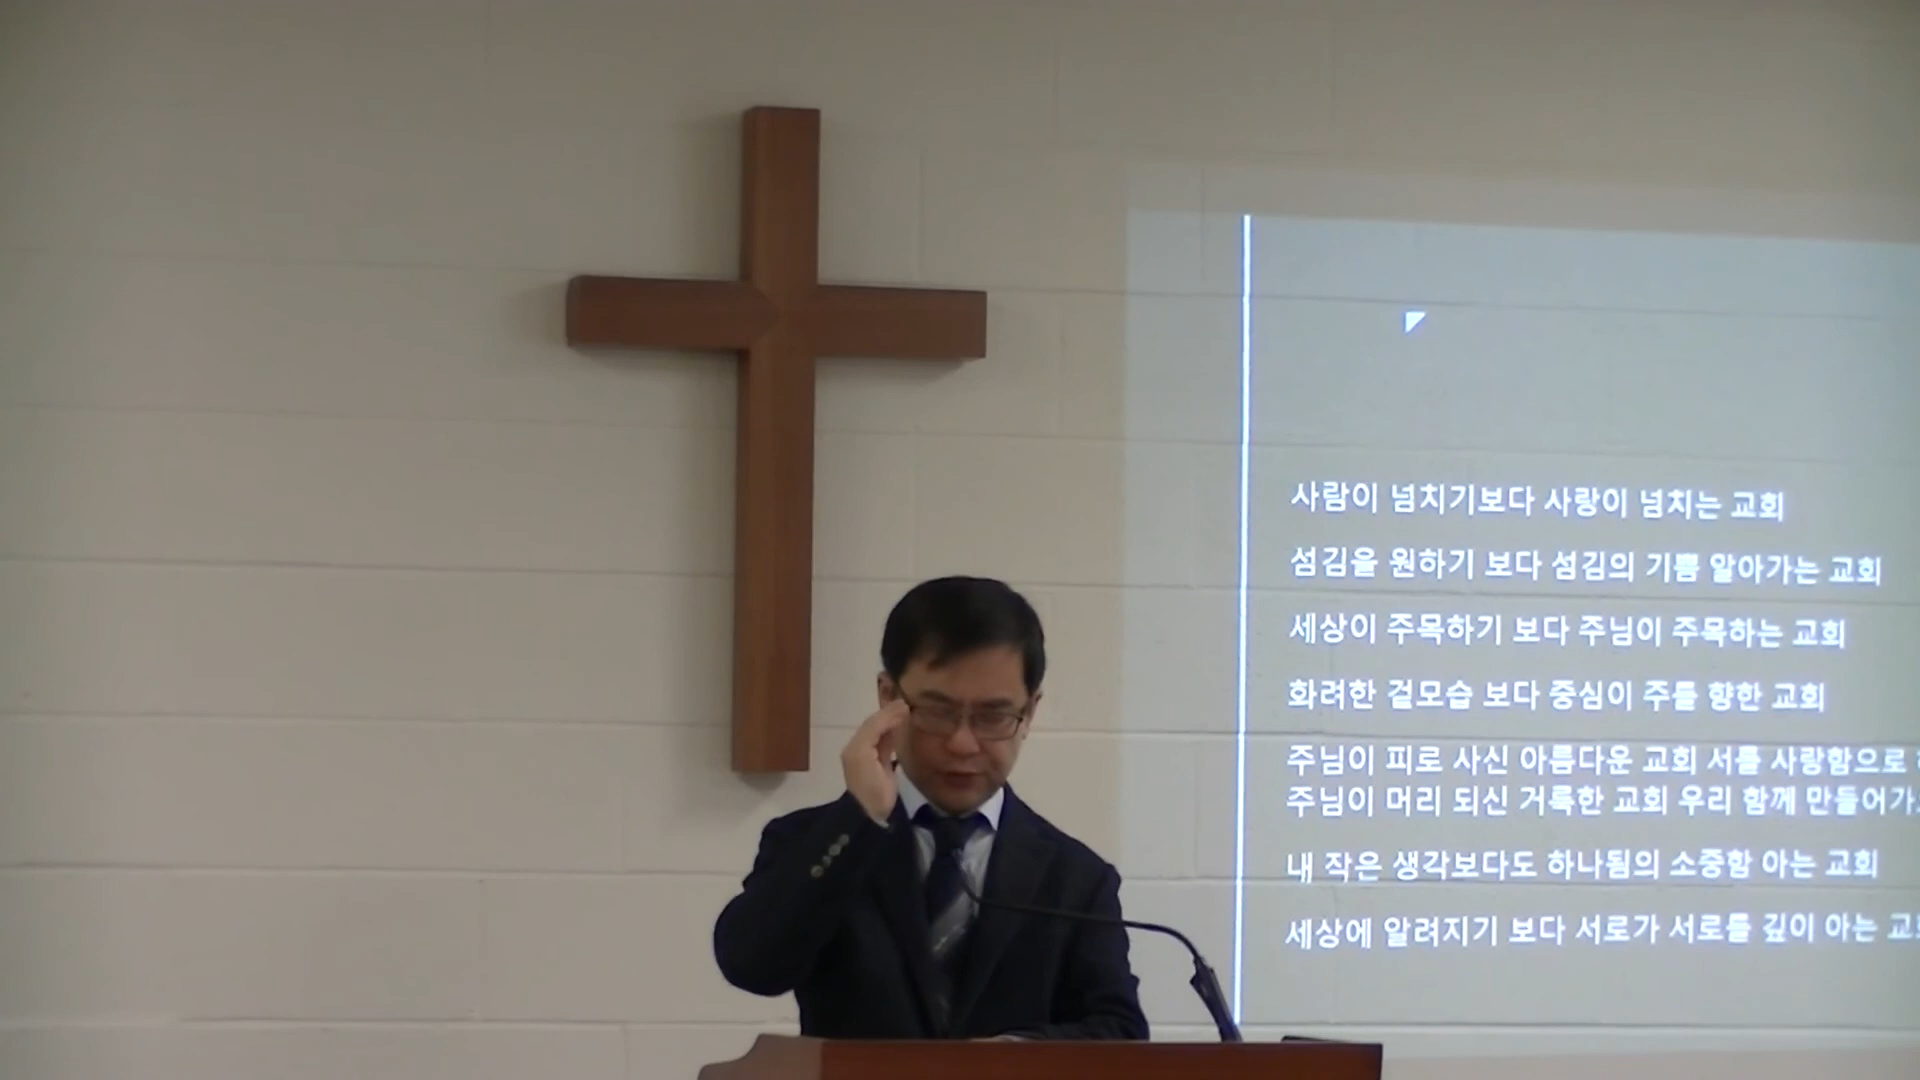 사람이 넘치기보다 사랑이 넘치는 교회
섬김을 원하기 보다 섬김의 기쁨 알아가는 교회
세상이 주목하기 보다 주님이 주목하는 교회
화려한 겉모습 보다 중심이 주를 향한 교회
주님이 피로 사신 아름다운 교회 서를 사랑함으로
주님이 머리 되신 거룩한 교회 우리 함께
내 작은 생각보다도 하나됨의 소중함 아는 교회
세상에 알려지기 보다 서로가 서로를 깊이 아는